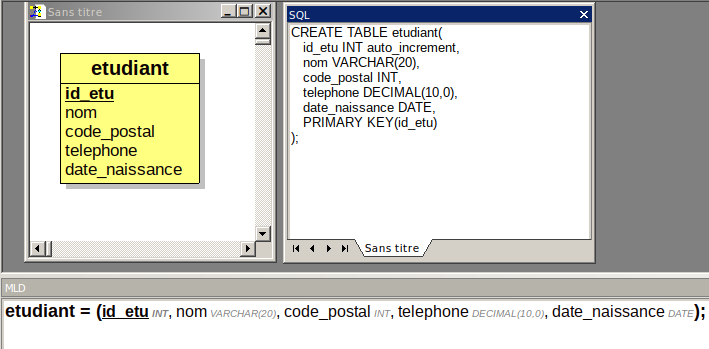 Sans titre
etudiant
id_etu
nom
code_postal
telephone
date_naissance
SQL
CREATE TABLE etudiant(
id_etu INT auto_increment,
nom VARCHAR(20),
code_postal INT,
telephone DECIMAL(10,0),
date_naissance DATE,
PRIMARY KEY(id_etu)
);
Sans titre
MLD
etudiant = (id_etu INT, nom VARCHAR(20), code_postal INT, telephone DECIMAL(10,0), date_naissance DATE);